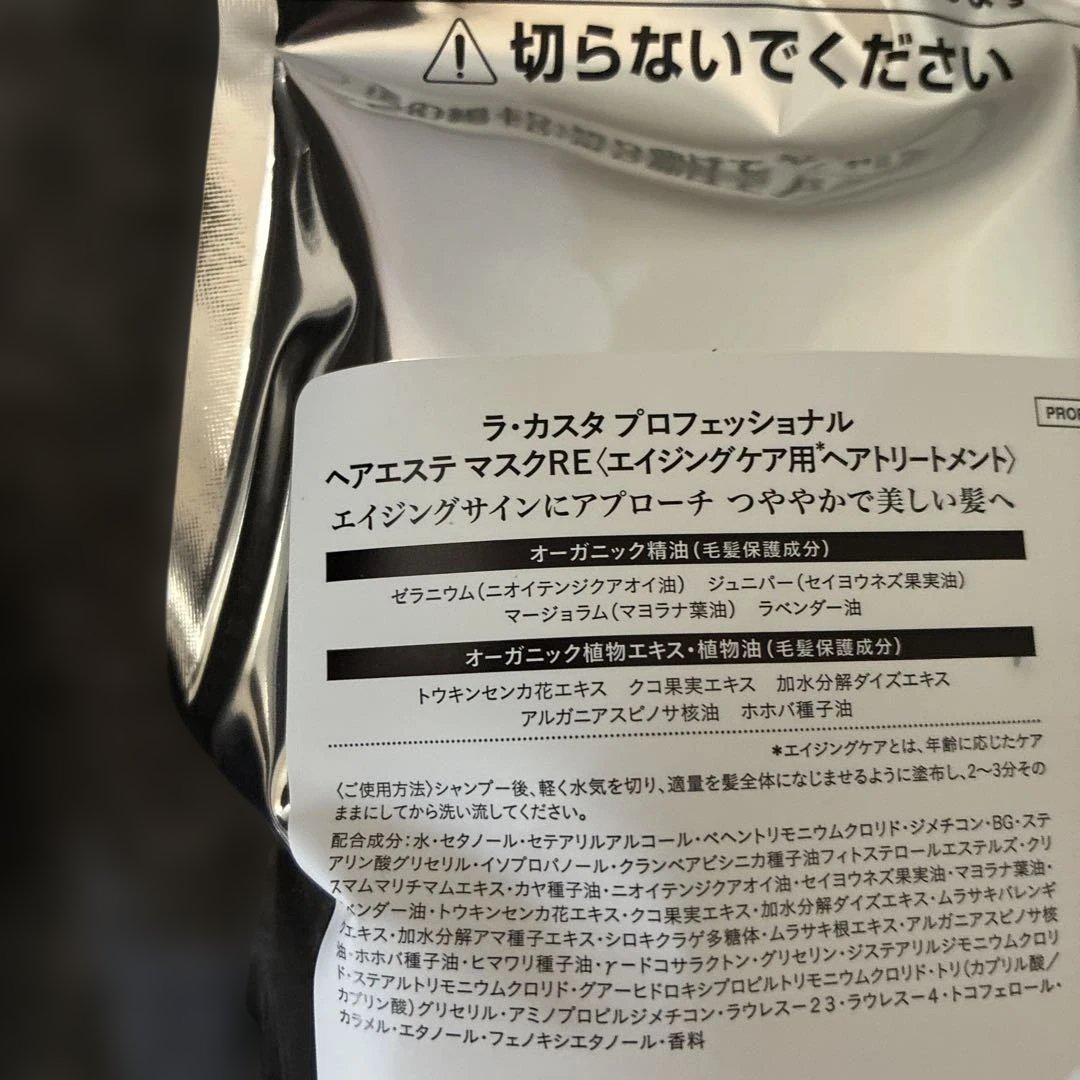 切らないでください
PROF
ラ・カスタ プロフェッショナル
ヘアエステ マスクRE〈エイジングケア用*ヘアトリートメント〉
エイジングサインにアプローチ つややかで美しい髪へ
オーガニック精油(毛髪保護成分)
ゼラニウム(ニオイテンジクアオイ油) ジュニパー(セイヨウネズ果実油)
マージョラム(マヨラナ葉油) ラベンダー油
オーガニック植物エキス・植物油(毛髪保護成分)
トウキンセンカ花エキス クコ果実エキス 加水分解ダイズエキス
アルガニアスピノサ核油 ホホバ種子油
*エイジングケアとは、年齢に応じたケア
〈ご使用方法〉シャンプー後、軽く水気を切り、適量を髪全体になじませるように塗布し、2〜3分その
ままにしてから洗い流してください。
配合成分:水・セタノール・セテアリルアルコール・ベヘントリモニウムクロリド・ジメチコン・BG・ステ
アリン酸グリセリル・イソプロパノール・クランベアビシニカ種子油フィトステロールエステルズ・クリ
スマムマリチマムエキス・カヤ種子油・ニオイテンジクアオイ油・セイヨウネズ果実油・マヨラナ葉油・
ベンダー油・トウキンセンカ花エキス・クコ果実エキス・加水分解ダイズエキス・ムラサキバレンギ
クエキス・加水分解アマ種子エキス・シロキクラゲ多糖体・ムラサキ根エキス・アルガニアスピノサ核
油・ホホバ種子油・ヒマワリ種子油・γードコサラクトン・グリセリン・ジステアリルジモニウムクロリ
ド・ステアルトリモニウムクロリド・グアーヒドロキシプロピルトリモニウムクロリド・トリ(カプリル酸/
カプリン酸)グリセリル・アミノプロピルジメチコン・ラウレス−23・ラウレス−4・トコフェロール・
カラメル・エタノール・フェノキシエタノール・香料